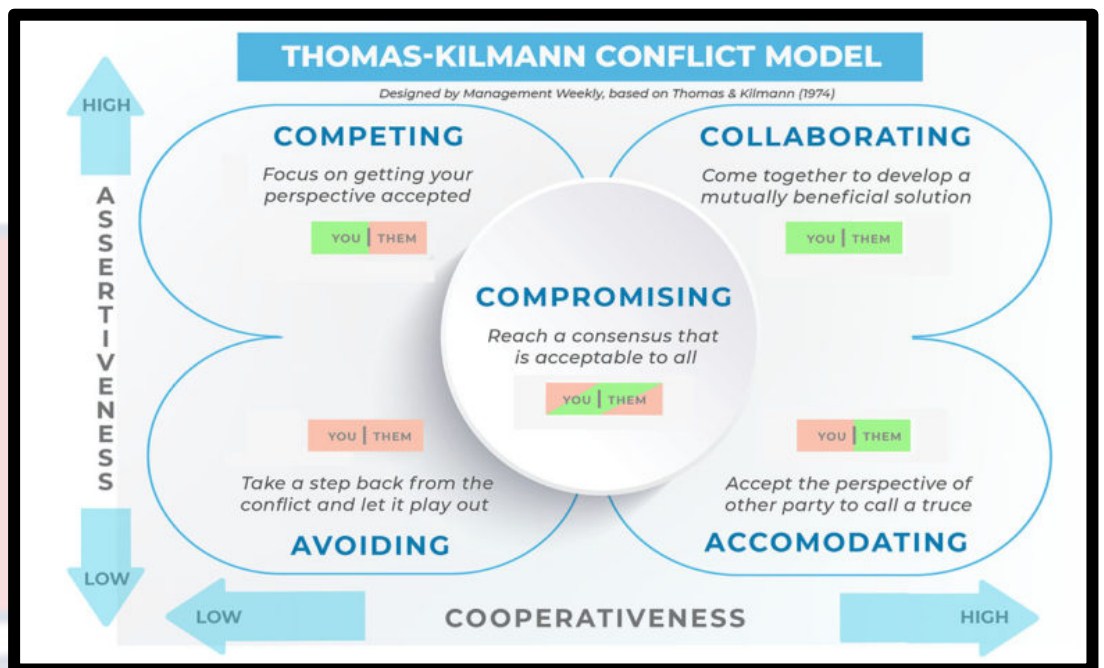 THOMAS-KILMANN CONFLICT MODEL
Designed by Management Weekly, based on Thomas & Kilmann (1974)
HIGH
ASSERTIVENESS
LOW
COMPETING
Focus on getting your
perspective accepted
YOU | THEM
COLLABORATING
Come together to develop a
mutually beneficial solution
YOU | THEM
COMPROMISING
Reach a consensus that
is acceptable to all
YOU | THEM
YOU | THEM
Take a step back from the
conflict and let it play out
AVOIDING
YOU | THEM
Accept the perspective of
other party to call a truce
ACCOMODATING
LOW
COOPERATIVENESS
HIGH